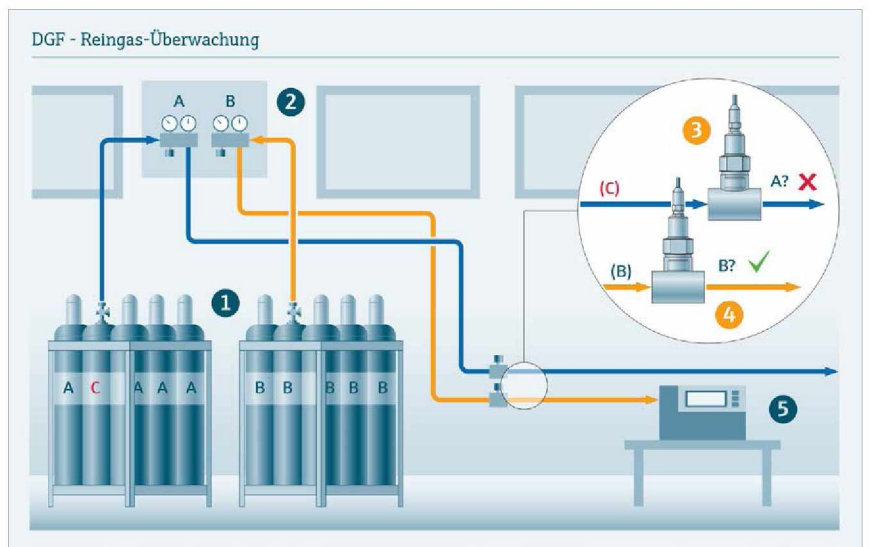 DGF - Reingas-Überwachung
A B 2
3
(C) A? X
(B) B?
4
1
A C A A A B B B B B
5